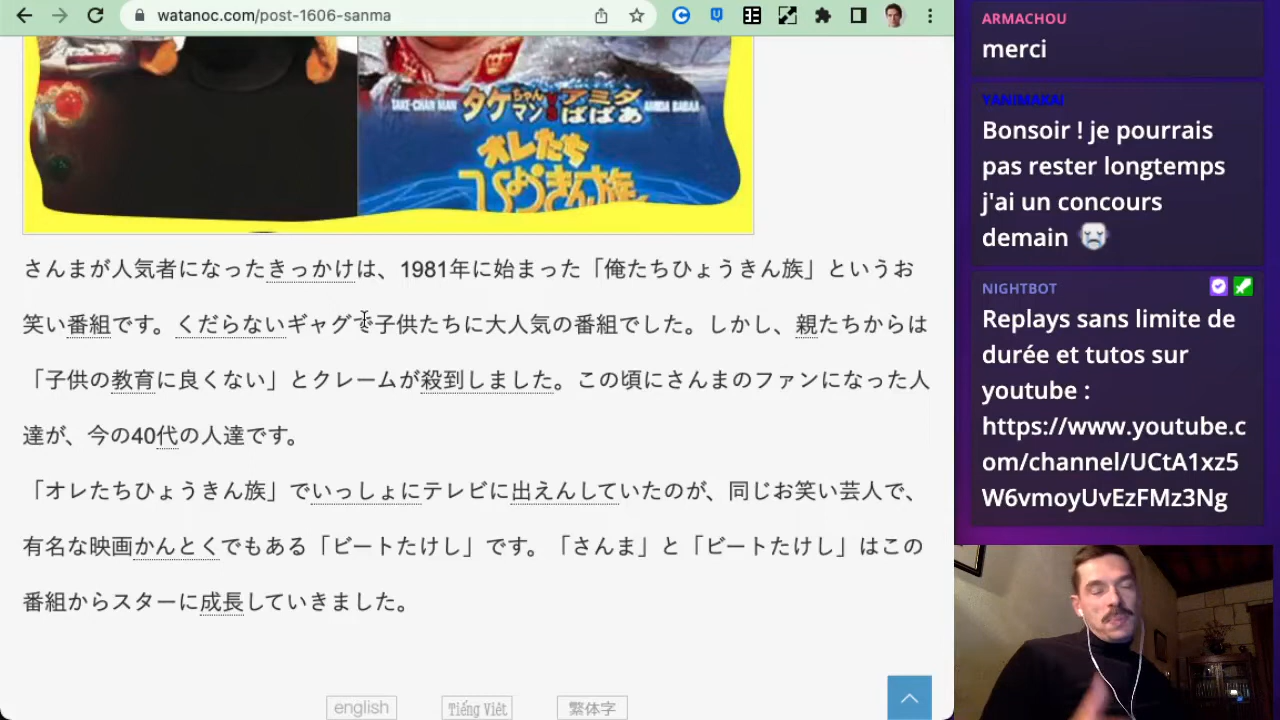 watanoc.com/post-1606-sanma
TAKE-CHAN MAN
タケちゃんマン
VS
アミダばばあ
AMIDA BABAA
オレたち
ひょうきん族
さんまが人気者になったきっかけは、1981年に始まった「俺たちひょうきん族」というお
笑い番組です。くだらないギャグで子供たちに大人気の番組でした。しかし、親たちからは
「子供の教育に良くない」とクレームが殺到しました。この頃にさんまのファンになった人
達が、今の40代の人達です。
「オレたちひょうきん族」でいっしょにテレビに出えんしていたのが、同じお笑い芸人で、
有名な映画かんとくでもある「ビートたけし」です。「さんま」と「ビートたけし」はこの
番組からスターに成長していきました。
english
Tiếng Việt
繁体字
ARMACHOU
merci
YANIMAKAI
Bonsoir ! je pourrais
pas rester longtemps
j'ai un concours
demain
NIGHTBOT
Replays sans limite de
durée et tutos sur
youtube :
https://www.youtube.c
om/channel/UCtA1xz5
W6vmoyUvEzFMz3Ng